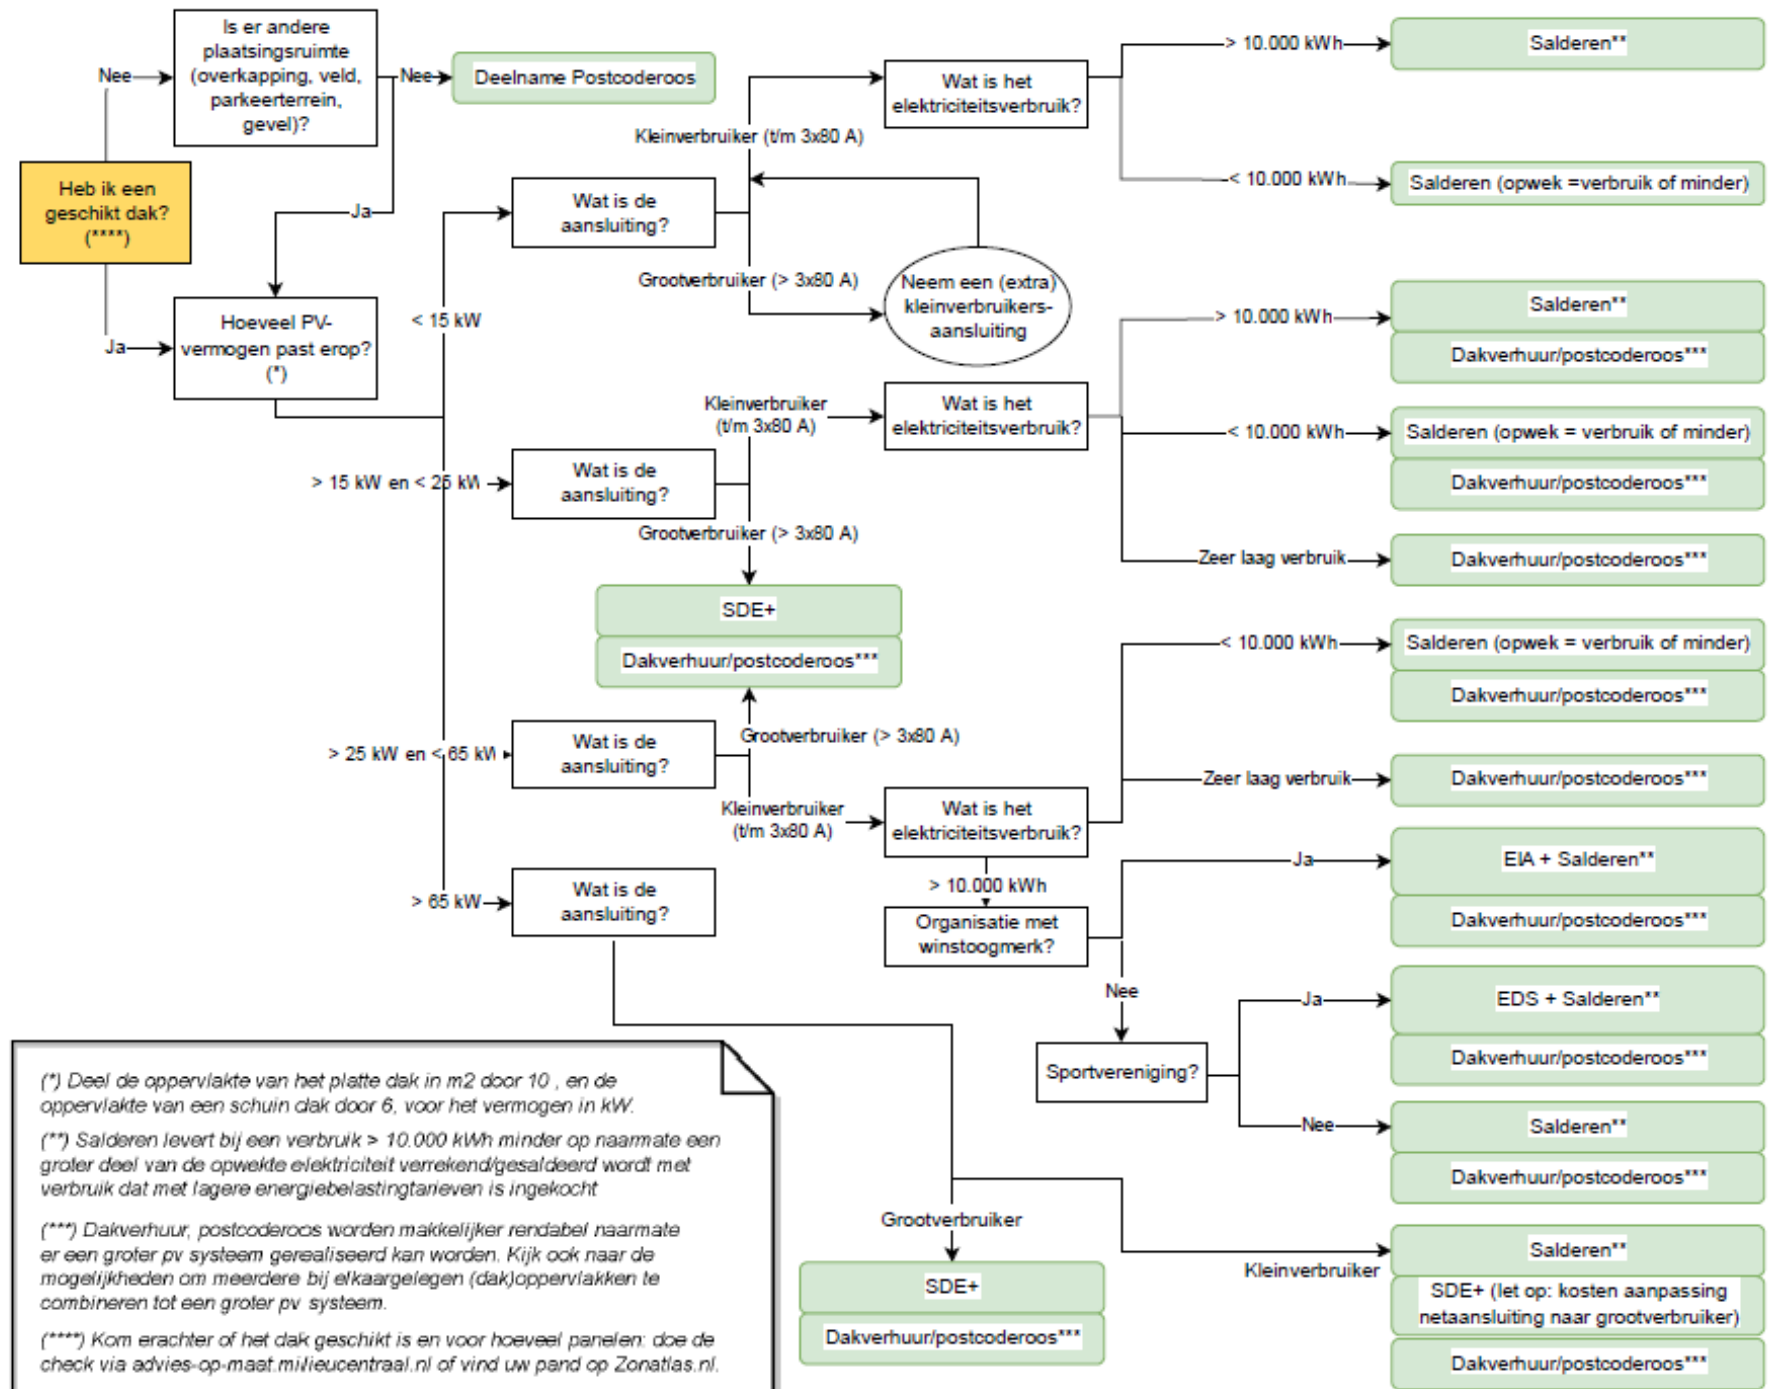 Is er andere
plaatsingsruimte
(overkapping, veld,
parkeerterrein,
gevel)?
Nee
Nee
Deelname Postcoderoos
Heb ik een
geschikt dak?
(****)
Ja
Ja
Hoeveel PV-
vermogen past erop?
(*)
< 15 kW
Wat is de
aansluiting?
Kleinverbruiker (t/m 3x80 A)
Wat is het
elektriciteitsverbruik?
> 10.000 kWh
Salderen**
< 10.000 kWh
Salderen (opwek =verbruik of minder)
Grootverbruiker (> 3x80 A)
Neem een (extra)
kleinverbruikers-
aansluiting
> 15 kW en < 25 kW
Wat is de
aansluiting?
Kleinverbruiker
(t/m 3x80 A)
Wat is het
elektriciteitsverbruik?
> 10.000 kWh
Salderen**
Dakverhuur/postcoderoos***
< 10.000 kWh
Salderen (opwek = verbruik of minder)
Dakverhuur/postcoderoos***
Zeer laag verbruik
Dakverhuur/postcoderoos***
Grootverbruiker (> 3x80 A)
SDE+
Dakverhuur/postcoderoos***
> 25 kW en < 65 kW
Wat is de
aansluiting?
Grootverbruiker (> 3x80 A)
Kleinverbruiker
(t/m 3x80 A)
Wat is het
elektriciteitsverbruik?
< 10.000 kWh
Salderen (opwek = verbruik of minder)
Dakverhuur/postcoderoos***
Zeer laag verbruik
Dakverhuur/postcoderoos***
> 10.000 kWh
Organisatie met
winstoogmerk?
Ja
EIA + Salderen**
Dakverhuur/postcoderoos***
Nee
Sportvereniging?
Ja
EDS + Salderen**
Dakverhuur/postcoderoos***
Nee
Salderen**
Dakverhuur/postcoderoos***
> 65 kW
Wat is de
aansluiting?
Grootverbruiker
SDE+
Dakverhuur/postcoderoos***
Kleinverbruiker
Salderen**
SDE+ (let op: kosten aanpassing
netaansluiting naar grootverbruiker)
Dakverhuur/postcoderoos***
(*) Deel de oppervlakte van het platte dak in m2 door 10 , en de
oppervlakte van een schuin dak door 6, voor het vermogen in kW.
(**) Salderen levert bij een verbruik > 10.000 kWh minder op naarmate een
groter deel van de opwekte elektriciteit verrekend/gesaldeerd wordt met
verbruik dat met lagere energiebelastingtarieven is ingekocht
(***) Dakverhuur, postcoderoos worden makkelijker rendabel naarmate
er een groter pv systeem gerealiseerd kan worden. Kijk ook naar de
mogelijkheden om meerdere bij elkaargelegen (dak)oppervlakken te
combineren tot een groter pv systeem.
(****) Kom erachter of het dak geschikt is en voor hoeveel panelen: doe de
check via advies-op-maat.milieucentraal.nl of vind uw pand op Zonatlas.nl.